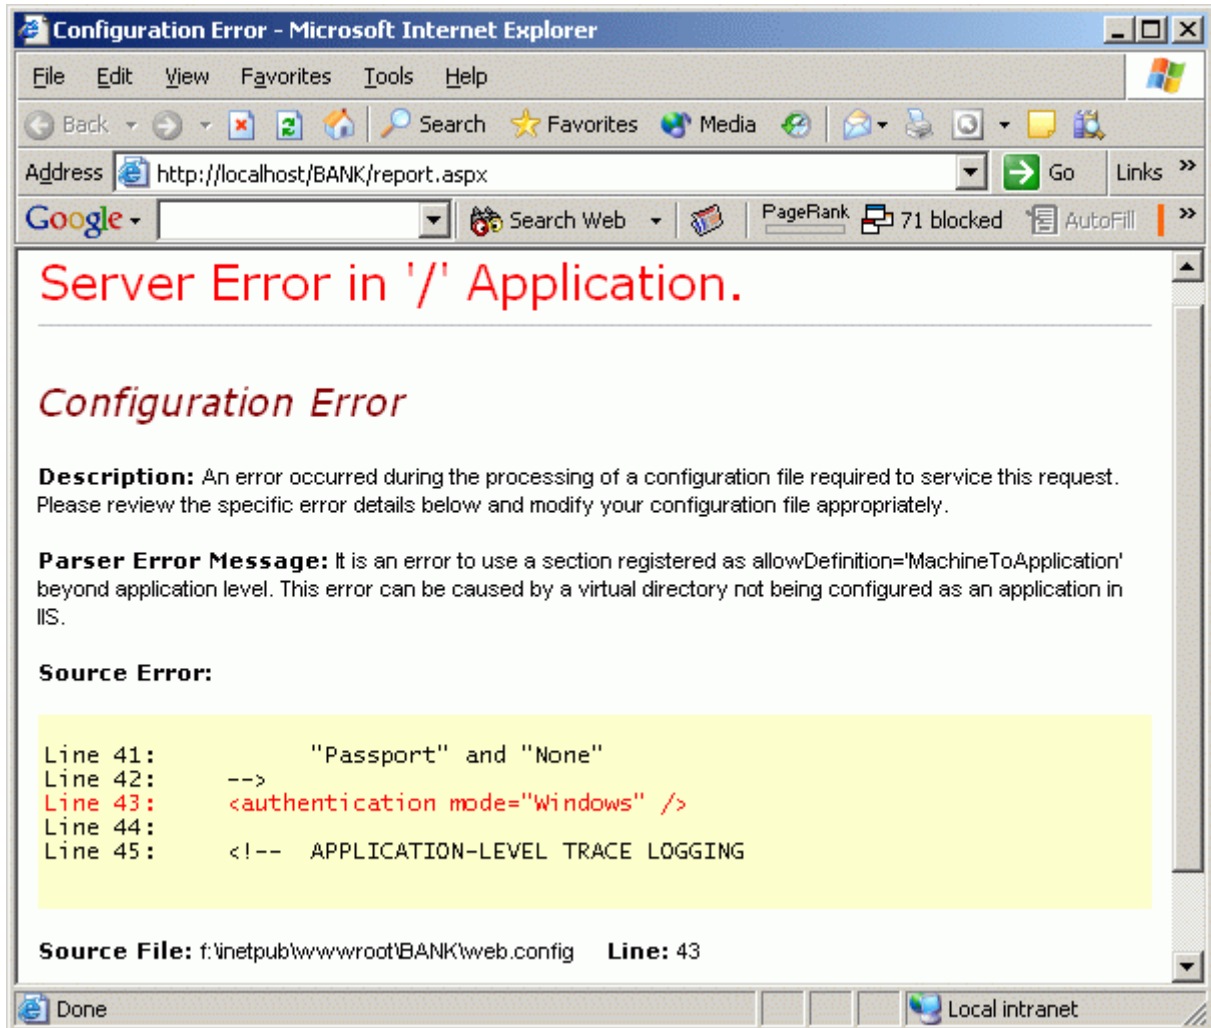 Configuration Error - Microsoft Internet Explorer
File Edit View Favorites Tools Help
Back Search Favorites Media
Address http://localhost/BANK/report.aspx Go Links »
Google Search Web PageRank 71 blocked AutoFill »
Server Error in '/' Application.
Configuration Error
Description: An error occurred during the processing of a configuration file required to service this request.
Please review the specific error details below and modify your configuration file appropriately.
Parser Error Message: It is an error to use a section registered as allowDefinition='MachineToApplication'
beyond application level. This error can be caused by a virtual directory not being configured as an application in
IIS.
Source Error:
Line 41:           "Passport" and "None"
Line 42:     -->
Line 43:     <authentication mode="Windows" />
Line 44:
Line 45:     <!--  APPLICATION-LEVEL TRACE LOGGING
Source File: f:\inetpub\wwwroot\BANK\web.config    Line: 43
Done Local intranet